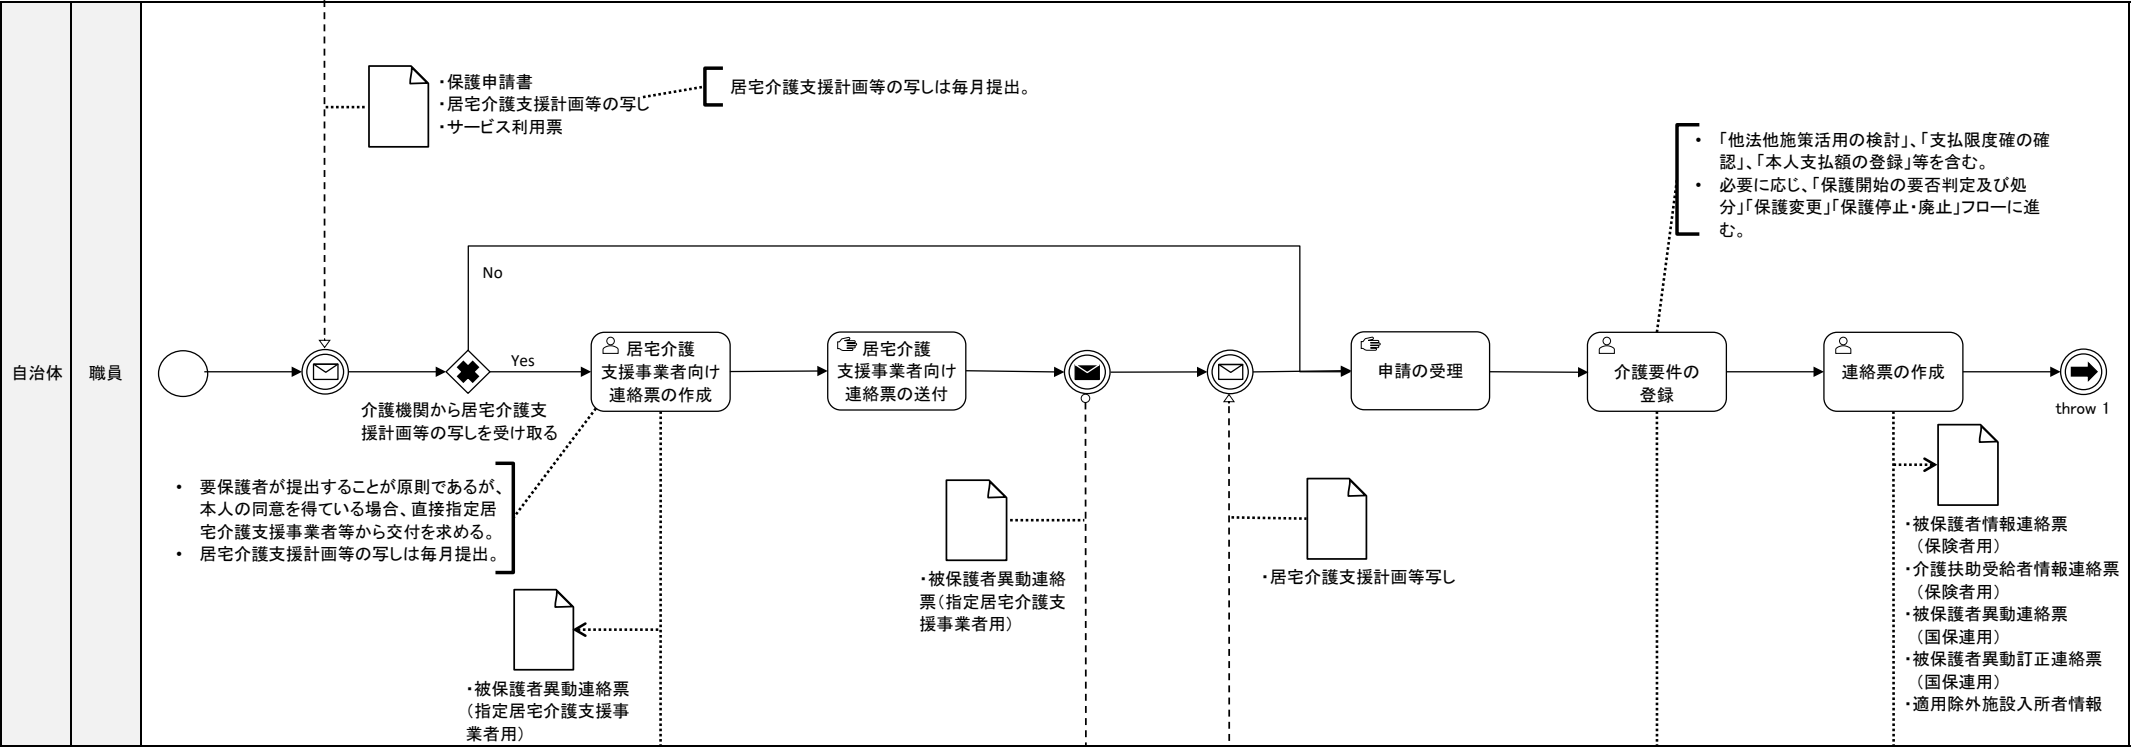 自治体
職員
・保護申請書
・居宅介護支援計画等の写し
・サービス利用票
居宅介護支援計画等の写しは毎月提出。
• 「他法他施策活用の検討」、「支払限度確の確
認」、「本人支払額の登録」等を含む。
• 必要に応じ、「保護開始の要否判定及び処
分」「保護変更」「保護停止・廃止」フローに進
む。
No
Yes
介護機関から居宅介護支
援計画等の写しを受け取る
居宅介護
支援事業者向け
連絡票の作成
居宅介護
支援事業者向け
連絡票の送付
申請の受理
介護要件の
登録
連絡票の作成
throw 1
• 要保護者が提出することが原則であるが、
本人の同意を得ている場合、直接指定居
宅介護支援事業者等から交付を求める。
• 居宅介護支援計画等の写しは毎月提出。
・被保護者異動連絡票
（指定居宅介護支援事
業者用）
・被保護者異動連絡
票（指定居宅介護支
援事業者用）
・居宅介護支援計画等写し
・被保護者情報連絡票
（保険者用）
・介護扶助受給者情報連絡票
（保険者用）
・被保護者異動連絡票
（国保連用）
・被保護者異動訂正連絡票
（国保連用）
・適用除外施設入所者情報